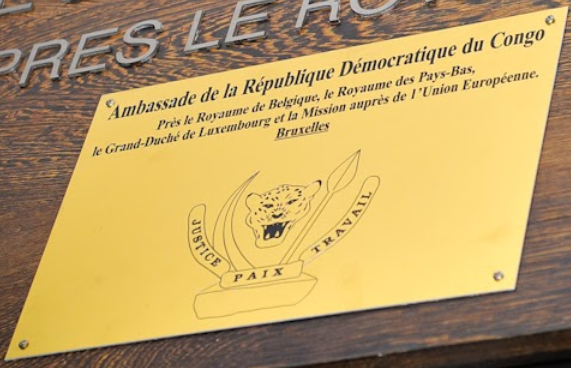 PRES LE ROY
Ambassade de la République Démocratique du Congo
Près le Royaume de Belgique, le Royaume des Pays-Bas,
le Grand-Duché de Luxembourg et la Mission auprès de l'Union Européenne.
Bruxelles
JUSTICE
PAIX
TRAVAIL